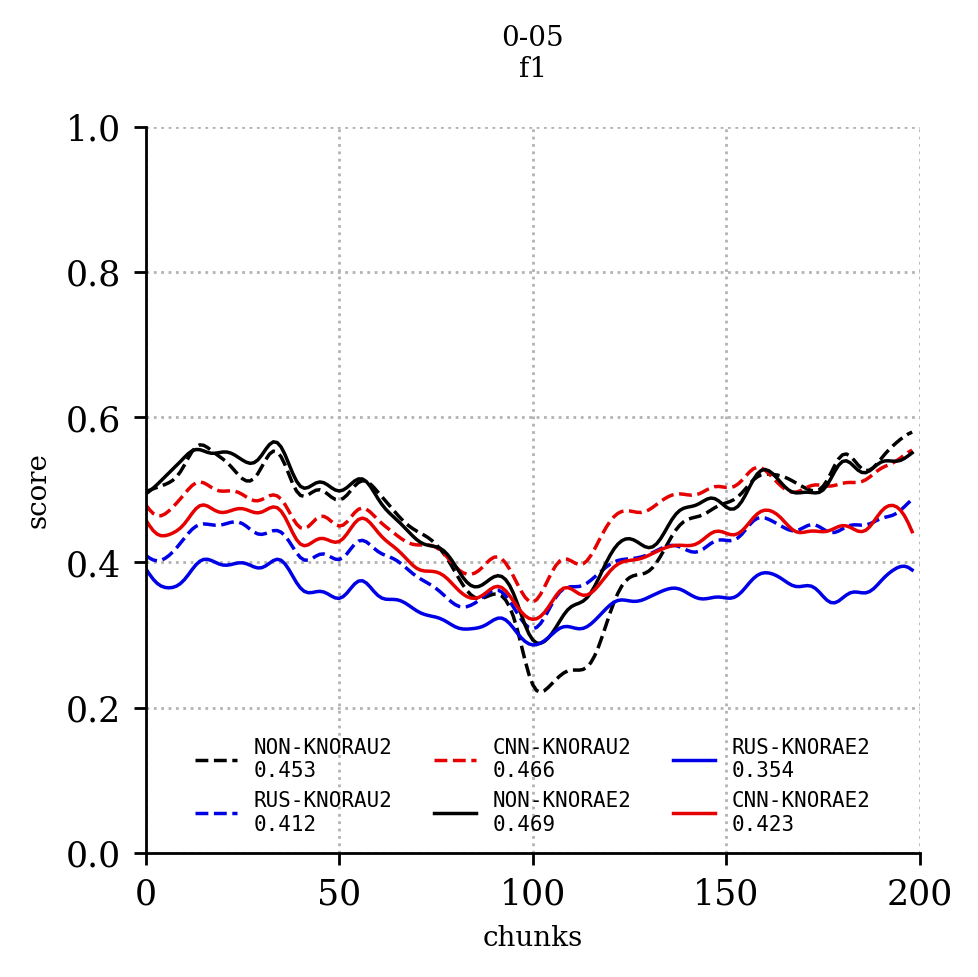 0-05
f1
1.0
0.8
0.6
0.4
0.2
0.0
score
NON-KNORAU2
0.453
RUS-KNORAU2
0.412
CNN-KNORAU2
0.466
NON-KNORAE2
0.469
RUS-KNORAE2
0.354
CNN-KNORAE2
0.423
0
50
100
150
200
chunks